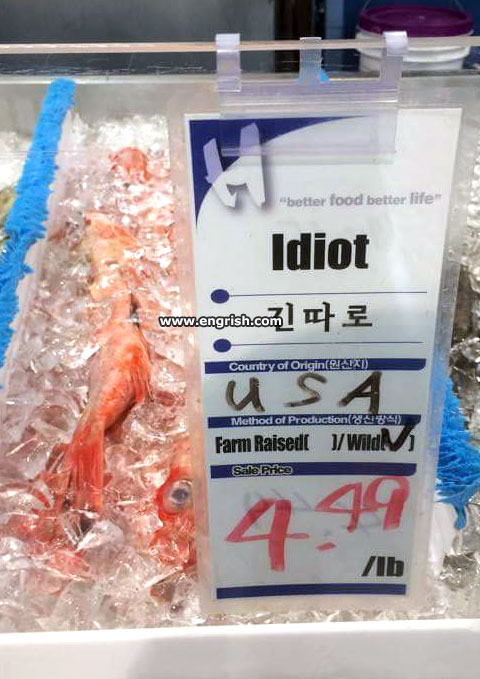 "better food better life"
Idiot
진따로
www.engrish.com
Country of Origin(원산지)
USA
Method of Production(생산방식)
Farm Raised( )/ Wild(✓)
Sale Price
4.49
/lb